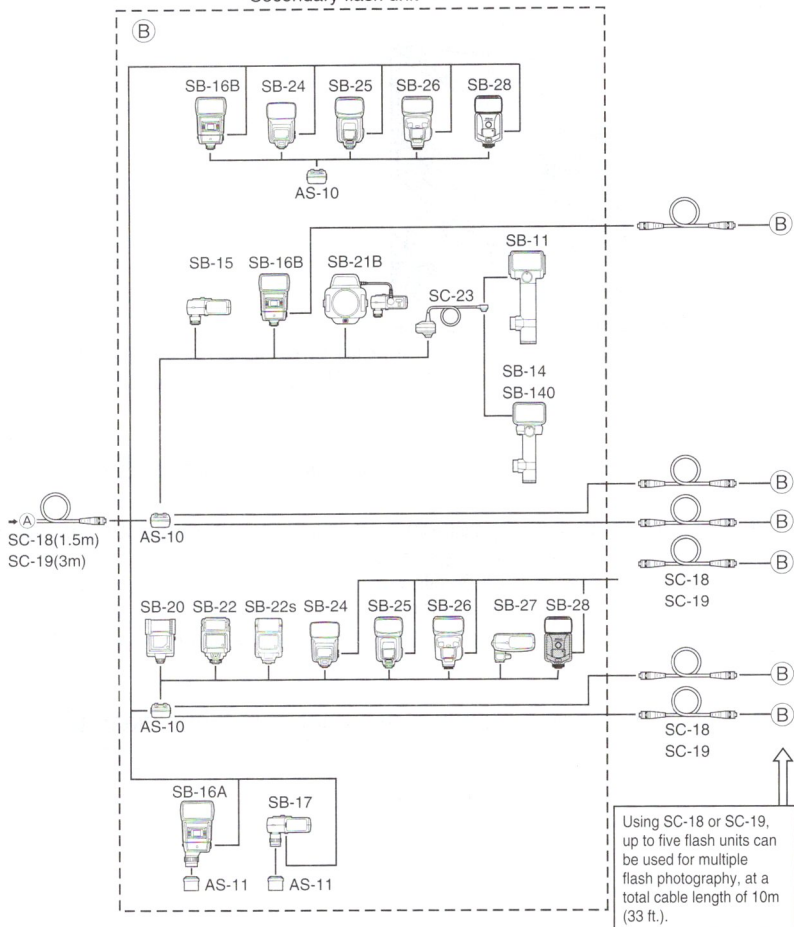 Ⓑ
SB-16B SB-24 SB-25 SB-26 SB-28
AS-10
Ⓑ
SB-15 SB-16B SB-21B
SC-23
SB-11
SB-14
SB-140
Ⓑ
Ⓐ
AS-10
Ⓑ
SC-18(1.5m)
SC-19(3m)
Ⓑ
SC-18
SC-19
SB-20 SB-22 SB-22s SB-24 SB-25 SB-26 SB-27 SB-28
Ⓑ
AS-10
Ⓑ
SC-18
SC-19
SB-16A
SB-17
AS-11 AS-11
Using SC-18 or SC-19,
up to five flash units can
be used for multiple
flash photography, at a
total cable length of 10m
(33 ft.).